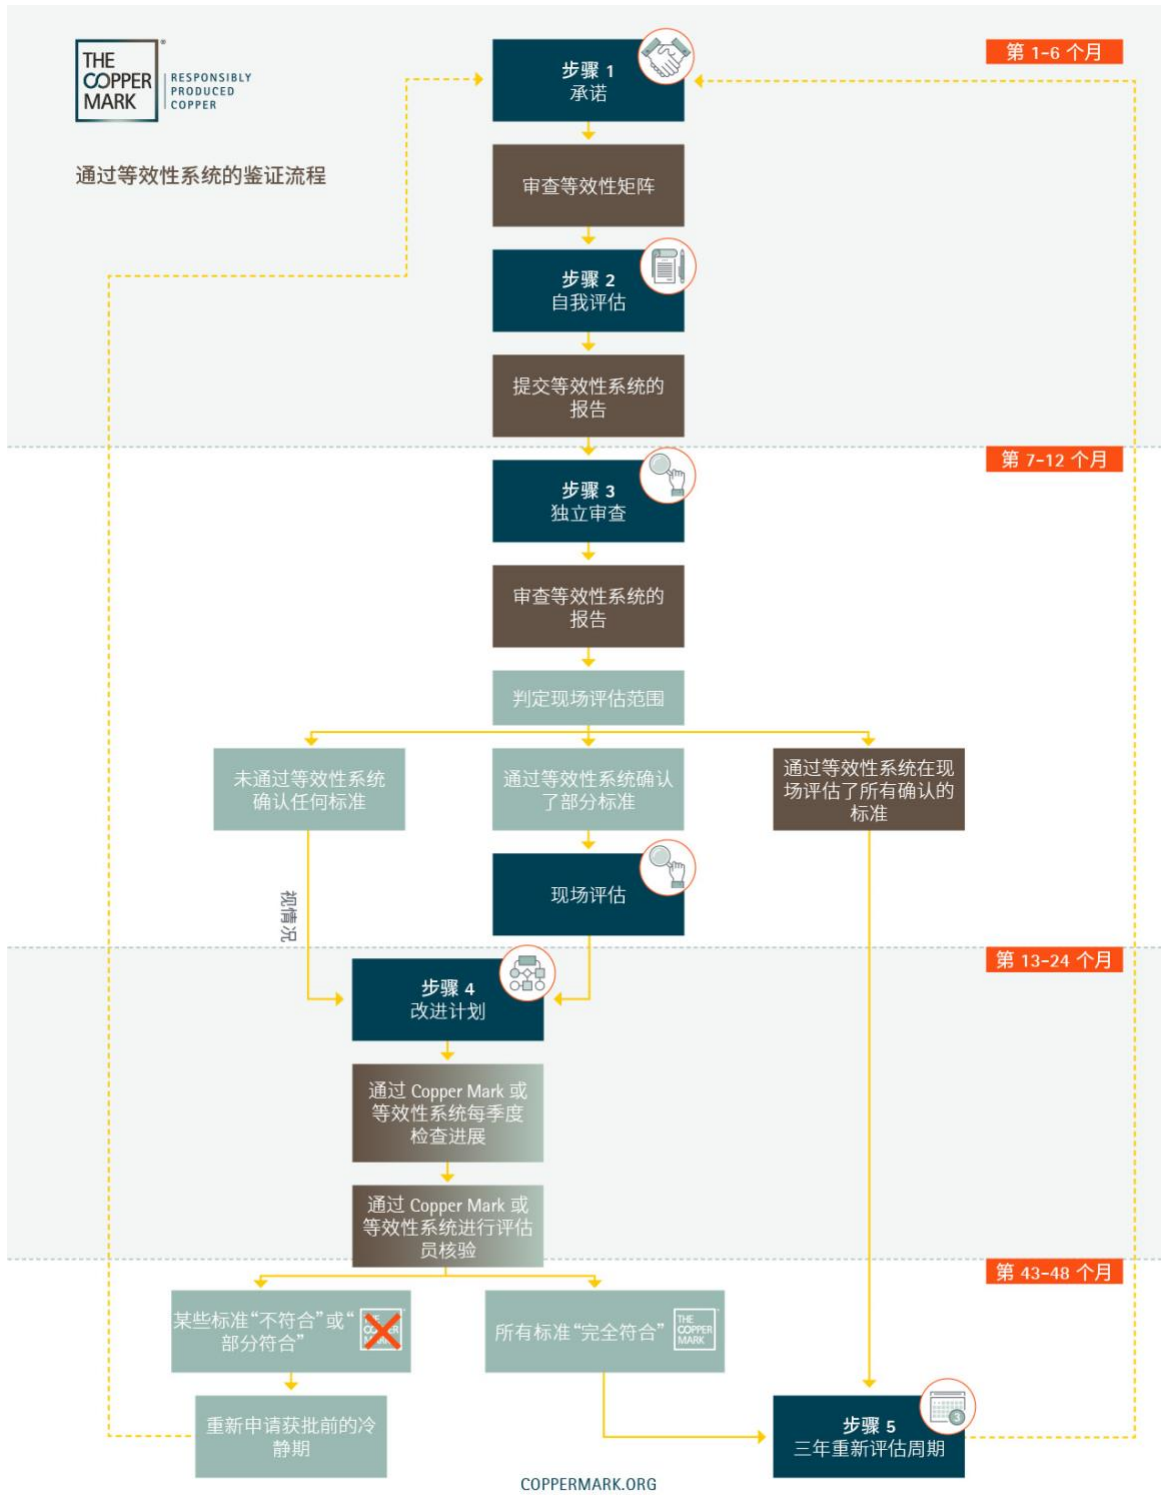 THE
COPPER
MARK
®
RESPONSIBLY
PRODUCED
COPPER
通过等效性系统的鉴证流程
第 1-6 个月
步骤 1
承诺
审查等效性矩阵
步骤 2
自我评估
提交等效性系统的
报告
第 7-12 个月
步骤 3
独立审查
审查等效性系统的
报告
判定现场评估范围
未通过等效性系统
确认任何标准
通过等效性系统确认
了部分标准
通过等效性系统在现
场评估了所有确认的
标准
现场评估
视情况
第 13-24 个月
步骤 4
改进计划
通过 Copper Mark 或
等效性系统每季度
检查进展
通过 Copper Mark 或
等效性系统进行评估
员核验
第 43-48 个月
某些标准“不符合”或“
部分符合”
THE
COPPER
MARK
所有标准“完全符合”
THE
COPPER
MARK
重新申请获批前的冷
静期
3
步骤 5
三年重新评估周期
COPPERMARK.ORG